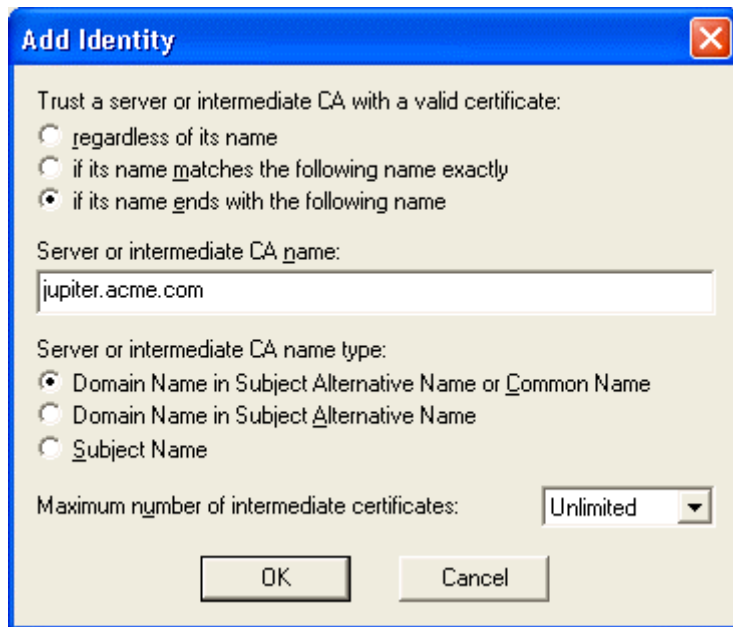 Add Identity
Trust a server or intermediate CA with a valid certificate:
regardless of its name
if its name matches the following name exactly
if its name ends with the following name
Server or intermediate CA name:
jupiter.acme.com
Server or intermediate CA name type:
Domain Name in Subject Alternative Name or Common Name
Domain Name in Subject Alternative Name
Subject Name
Maximum number of intermediate certificates: Unlimited
OK Cancel